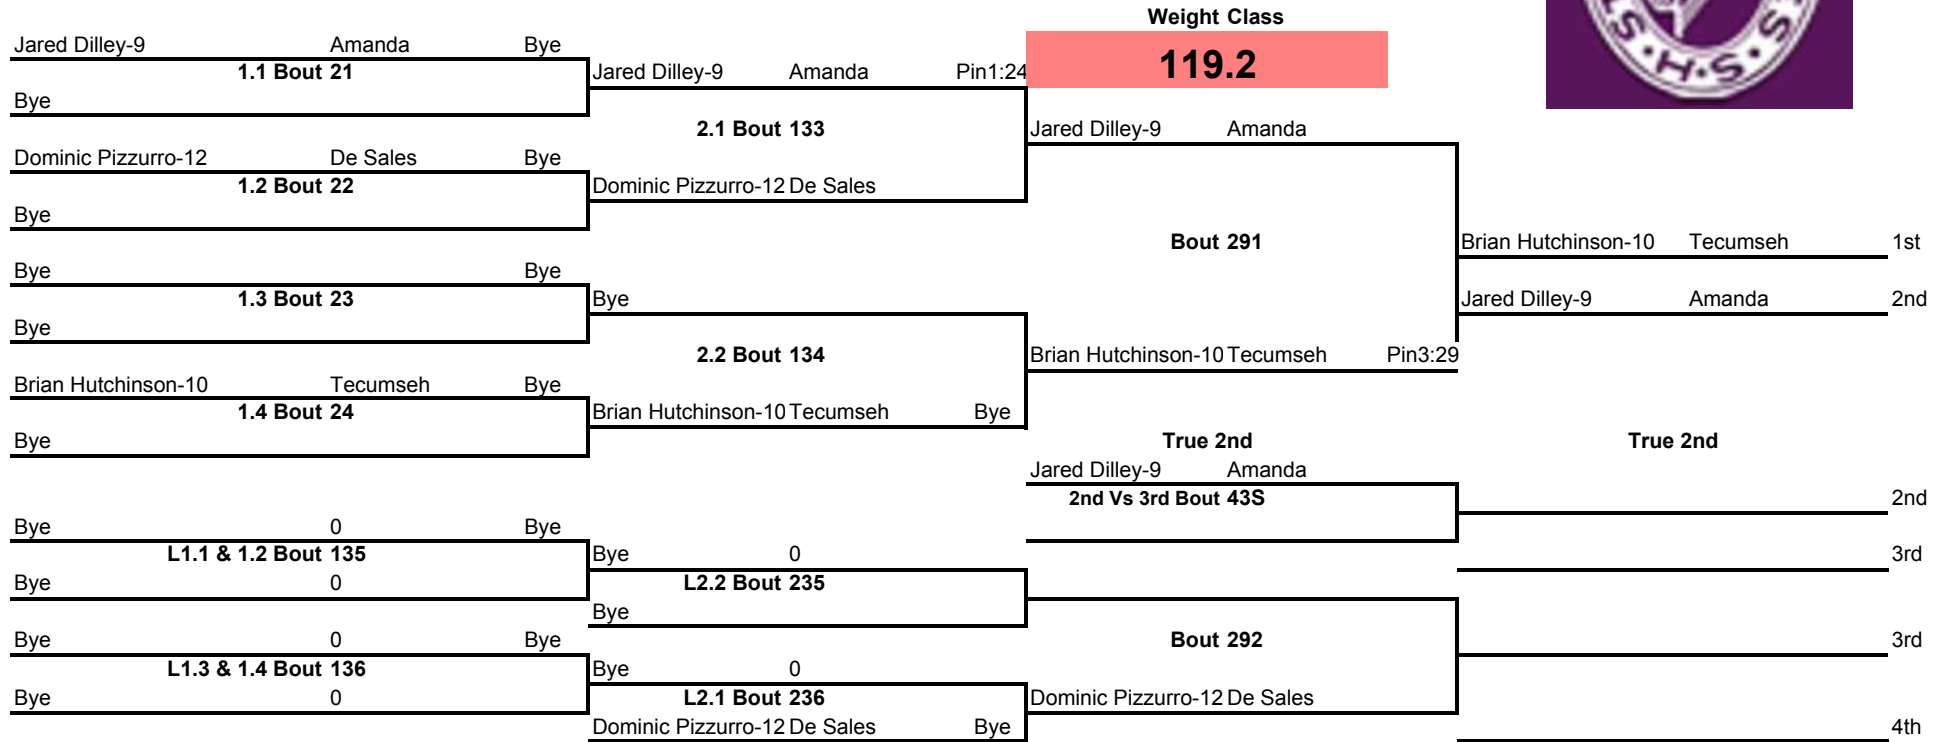 Weight Class
119.2
Jared Dilley-9 Amanda Bye
1.1 Bout 21
Bye
Jared Dilley-9 Amanda Pin1:24
2.1 Bout 133
Dominic Pizzurro-12 De Sales Bye
1.2 Bout 22
Bye
Dominic Pizzurro-12 De Sales
Jared Dilley-9 Amanda
Bout 291
Brian Hutchinson-10 Tecumseh 1st
Jared Dilley-9 Amanda 2nd
Bye Bye
1.3 Bout 23
Bye
Bye
2.2 Bout 134
Brian Hutchinson-10 Tecumseh Pin3:29
Brian Hutchinson-10 Tecumseh Bye
1.4 Bout 24
Bye
Brian Hutchinson-10 Tecumseh Bye
True 2nd
True 2nd
Jared Dilley-9 Amanda
2nd Vs 3rd Bout 43S
2nd
3rd
Bye 0 Bye
L1.1 & 1.2 Bout 135
Bye 0
Bye 0
L2.2 Bout 235
Bye
Bye 0 Bye
L1.3 & 1.4 Bout 136
Bye 0
Bye 0
L2.1 Bout 236
Dominic Pizzurro-12 De Sales Bye
Bout 292
Dominic Pizzurro-12 De Sales
3rd
4th
S·H·S